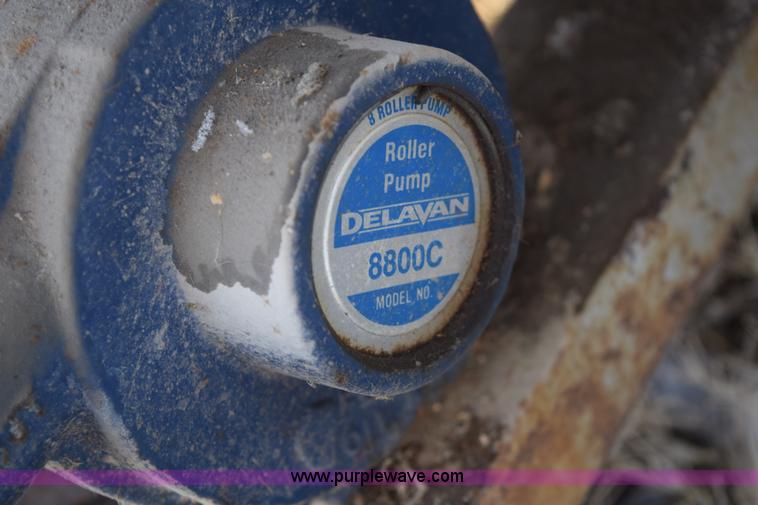 8 ROLLER PUMP
Roller
Pump
DELAVAN
8800C
MODEL NO.
www.purplewave.com